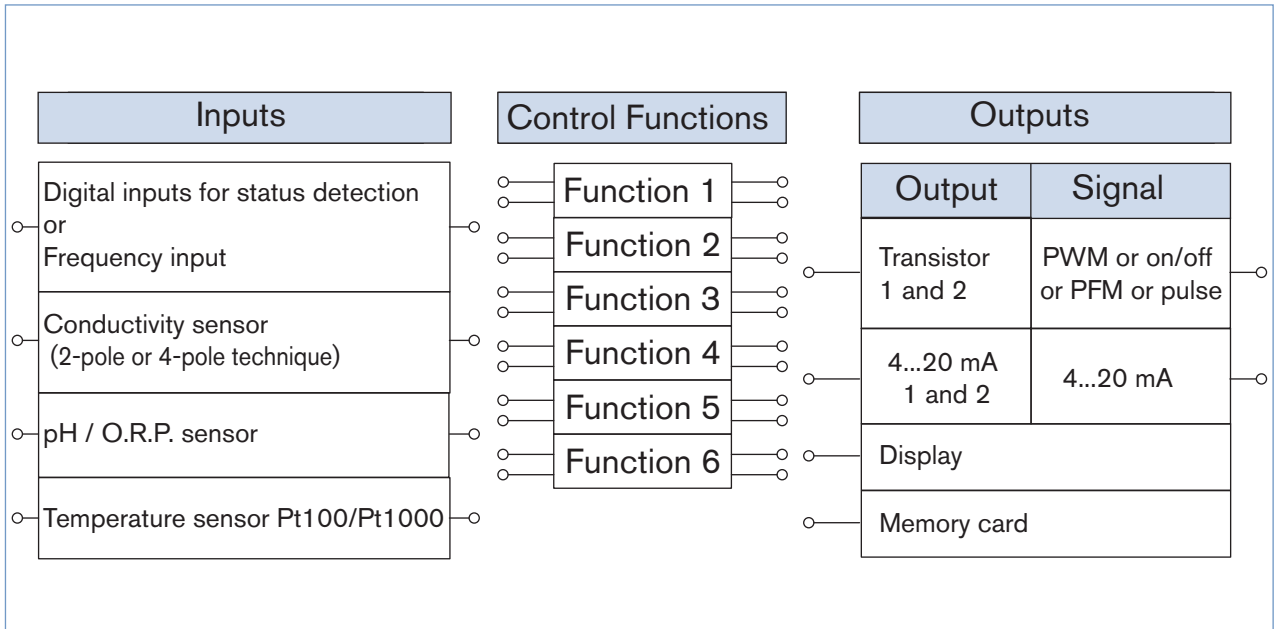 Inputs
Digital inputs for status detection
or
Frequency input
Conductivity sensor
(2-pole or 4-pole technique)
pH / O.R.P. sensor
Temperature sensor Pt100/Pt1000
Control Functions
Function 1
Function 2
Function 3
Function 4
Function 5
Function 6
Outputs
Output
Signal
Transistor
1 and 2
PWM or on/off
or PFM or pulse
4...20 mA
1 and 2
4...20 mA
Display
Memory card